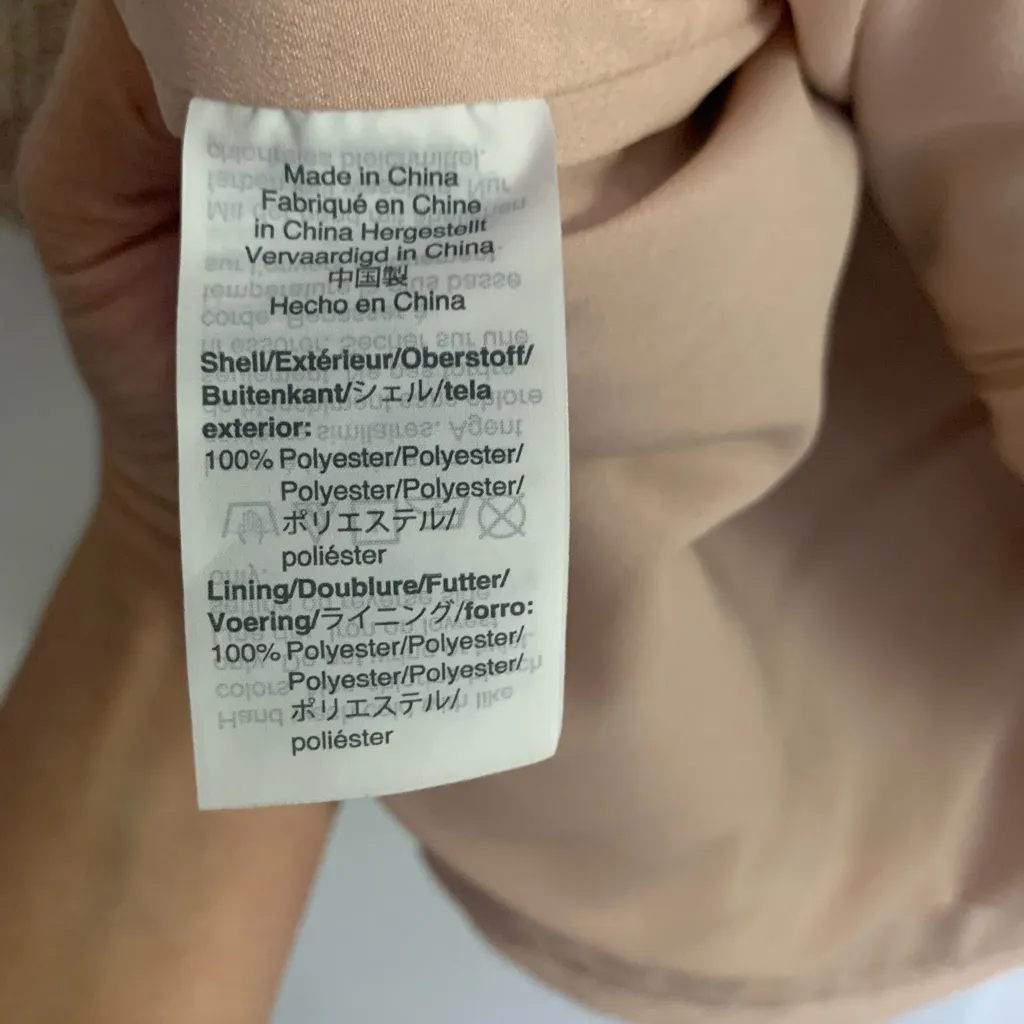 Made in China
Fabriqué en Chine
in China Hergestellt
Vervaardigd in China
中国製
Hecho en China
Shell/Extérieur/Oberstoff/
Buitenkant/シェル/tela
exterior:
100% Polyester/Polyester/
Polyester/Polyester/
ポリエステル/
poliéster
Lining/Doublure/Futter/
Voering/ライニング/forro:
100% Polyester/Polyester/
Polyester/Polyester/
ポリエステル/
poliéster